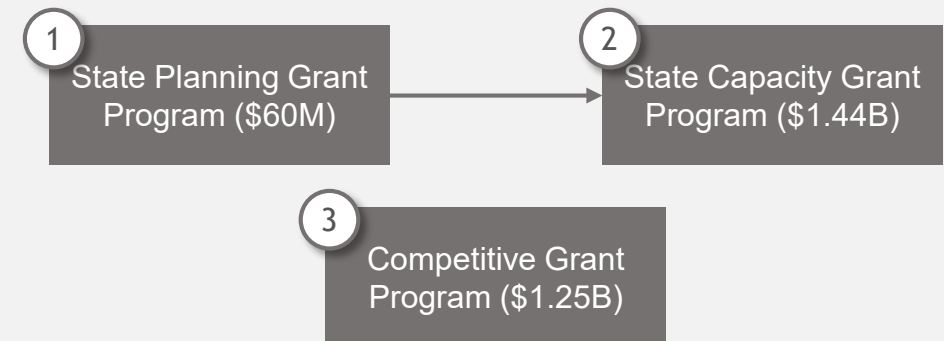 1
State Planning Grant
Program ($60M)
2
State Capacity Grant
Program ($1.44B)
3
Competitive Grant
Program ($1.25B)